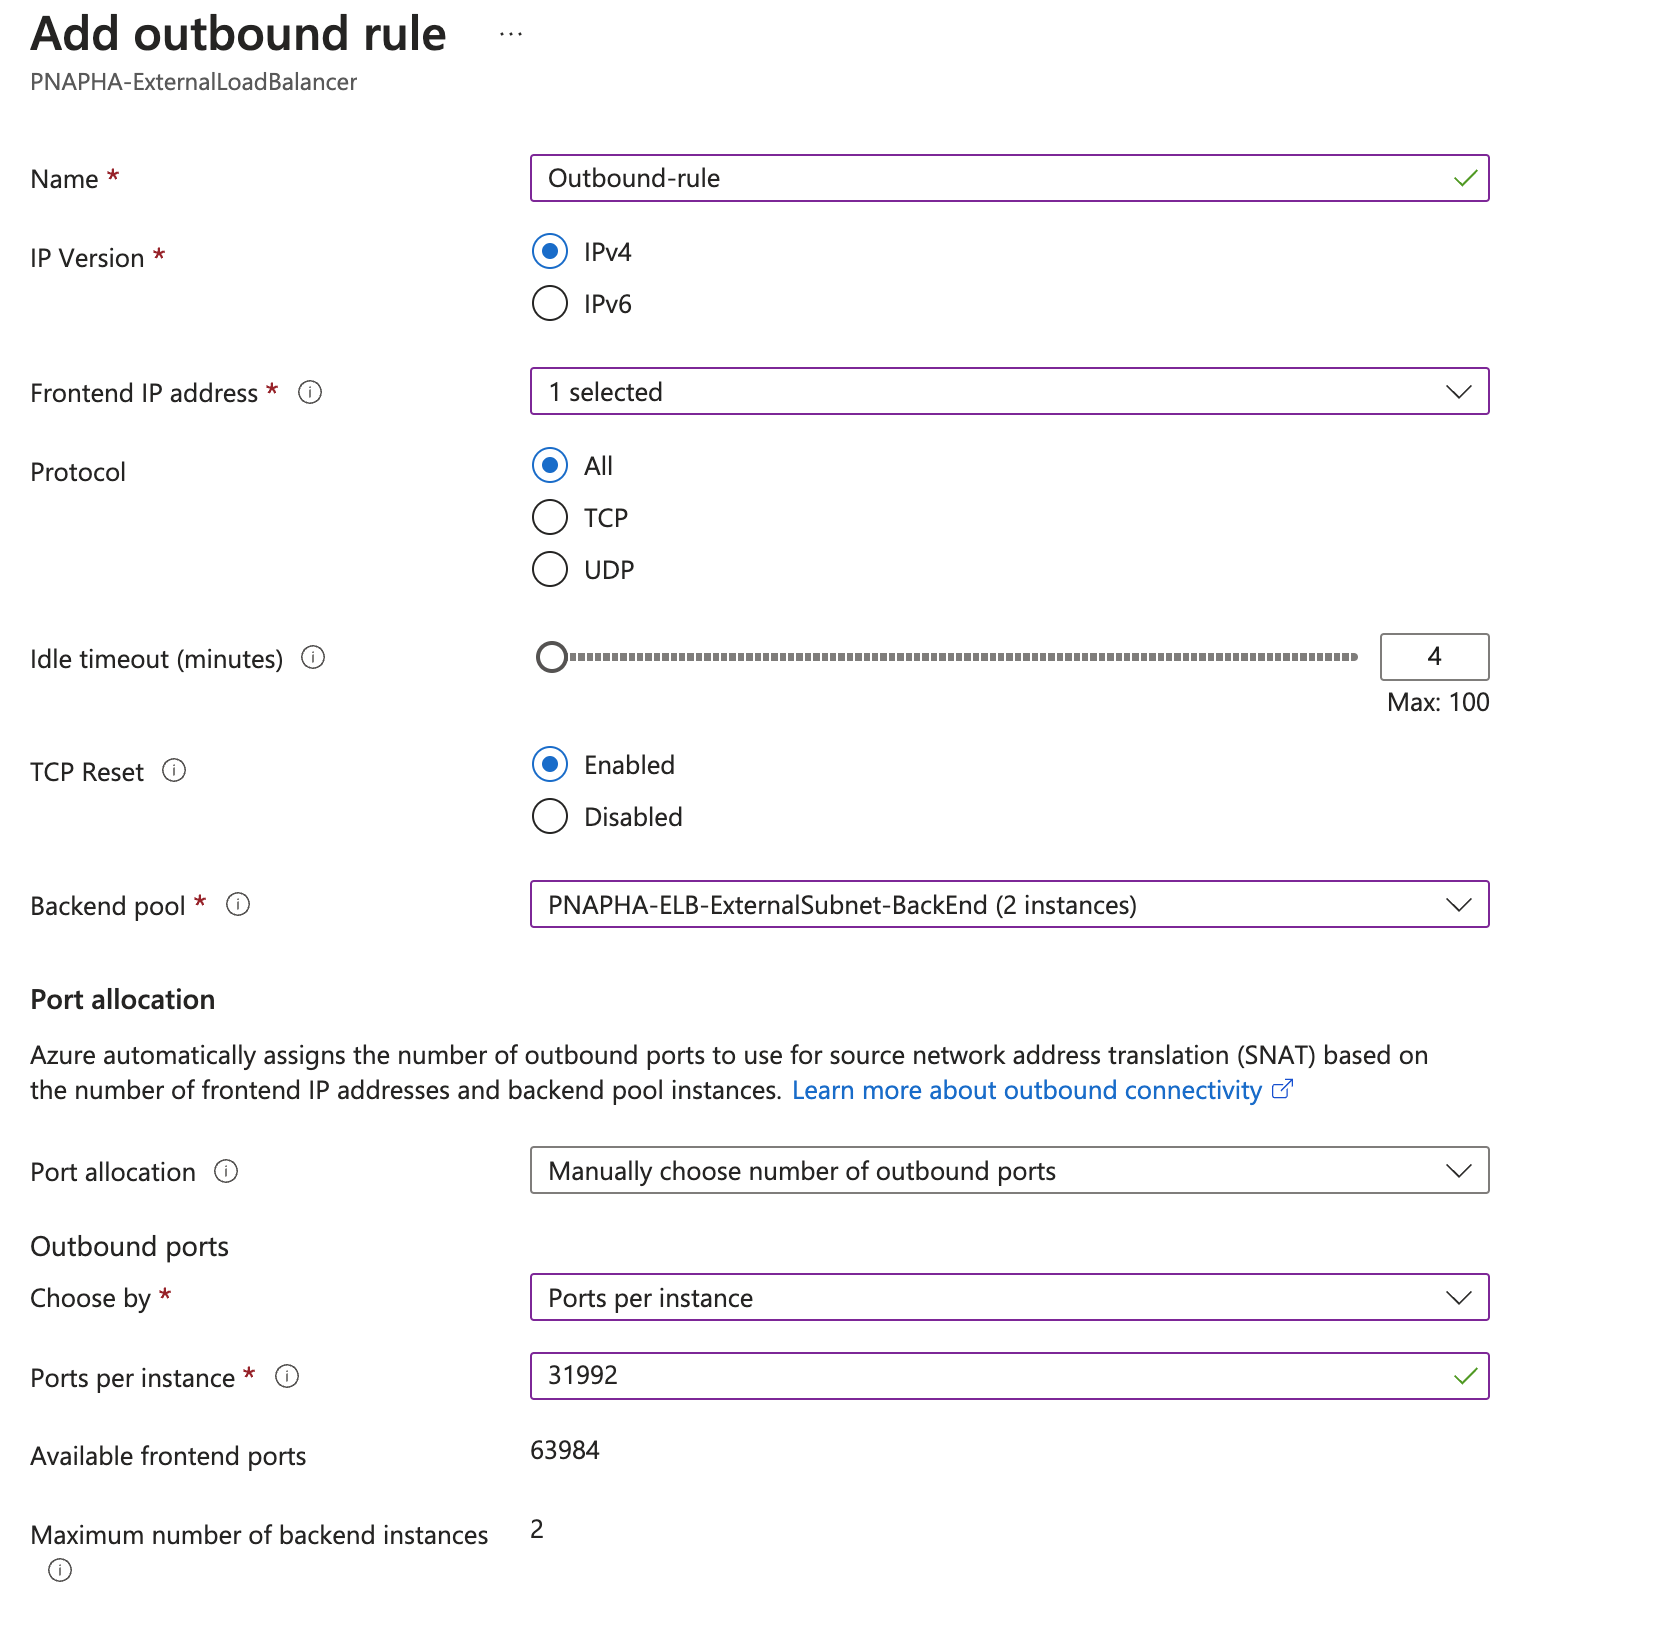 Add outbound rule ...
PNAPHA-ExternalLoadBalancer
Name *
Outbound-rule
IP Version *
IPv4
IPv6
Frontend IP address *
1 selected
Protocol
All
TCP
UDP
Idle timeout (minutes)
4
Max: 100
TCP Reset
Enabled
Disabled
Backend pool *
PNAPHA-ELB-ExternalSubnet-BackEnd (2 instances)
Port allocation
Azure automatically assigns the number of outbound ports to use for source network address translation (SNAT) based on
the number of frontend IP addresses and backend pool instances. Learn more about outbound connectivity
Port allocation
Manually choose number of outbound ports
Outbound ports
Choose by *
Ports per instance
Ports per instance *
31992
Available frontend ports
63984
Maximum number of backend instances
2